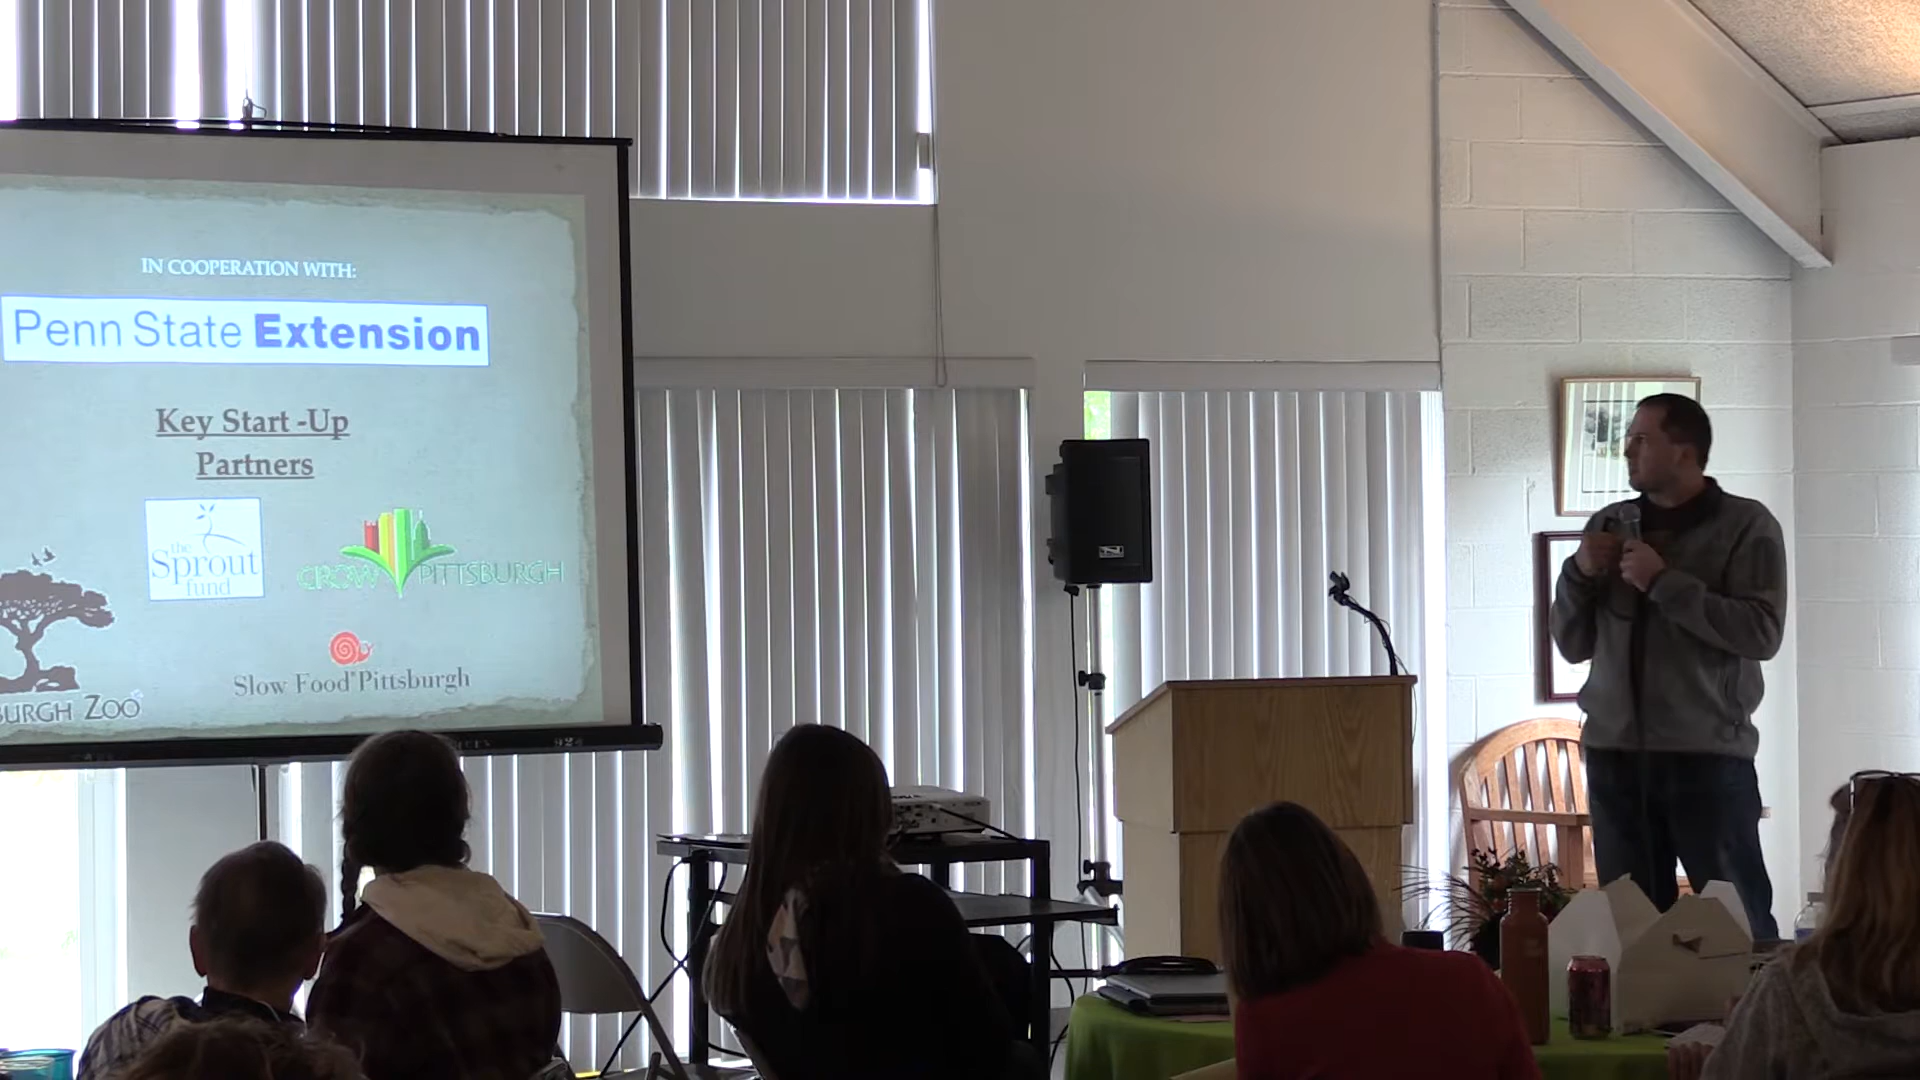 IN COOPERATION WITH:
Penn State Extension
Key Start -Up
Partners
the
Sprout
fund
GROW PITTSBURGH
Slow Food Pittsburgh
BURGH ZOO